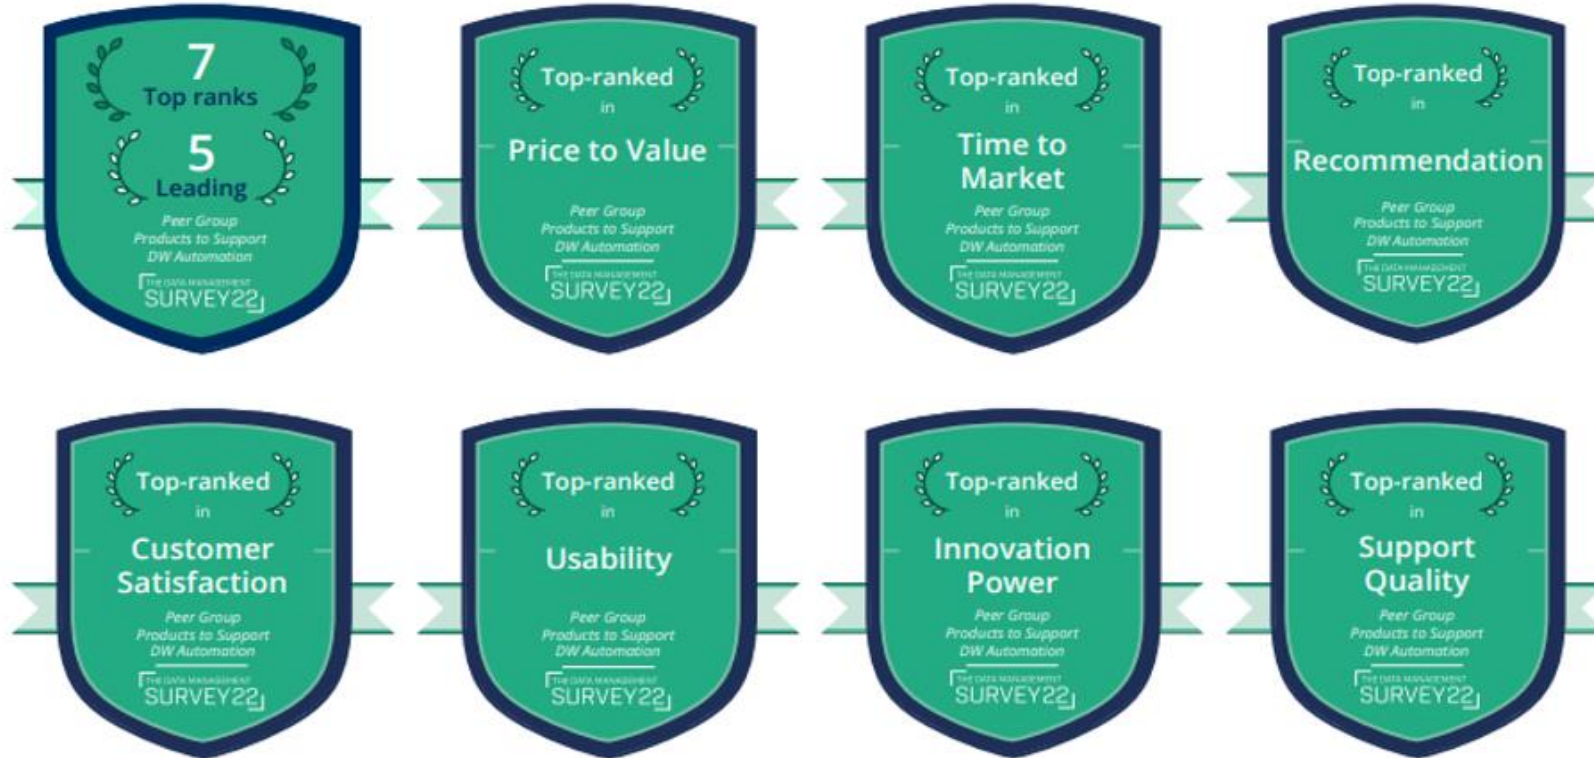 7
Top ranks
5
Leading
Peer Group
Products to Support
DW Automation
THE DATA MANAGEMENT
SURVEY22
Top-ranked
in
Price to Value
Peer Group
Products to Support
DW Automation
THE DATA MANAGEMENT
SURVEY22
Top-ranked
in
Time to
Market
Peer Group
Products to Support
DW Automation
THE DATA MANAGEMENT
SURVEY22
Top-ranked
in
Recommendation
Peer Group
Products to Support
DW Automation
THE DATA MANAGEMENT
SURVEY22
Top-ranked
in
Customer
Satisfaction
Peer Group
Products to Support
DW Automation
THE DATA MANAGEMENT
SURVEY22
Top-ranked
in
Usability
Peer Group
Products to Support
DW Automation
THE DATA MANAGEMENT
SURVEY22
Top-ranked
in
Innovation
Power
Peer Group
Products to Support
DW Automation
THE DATA MANAGEMENT
SURVEY22
Top-ranked
in
Support
Quality
Peer Group
Products to Support
DW Automation
THE DATA MANAGEMENT
SURVEY22